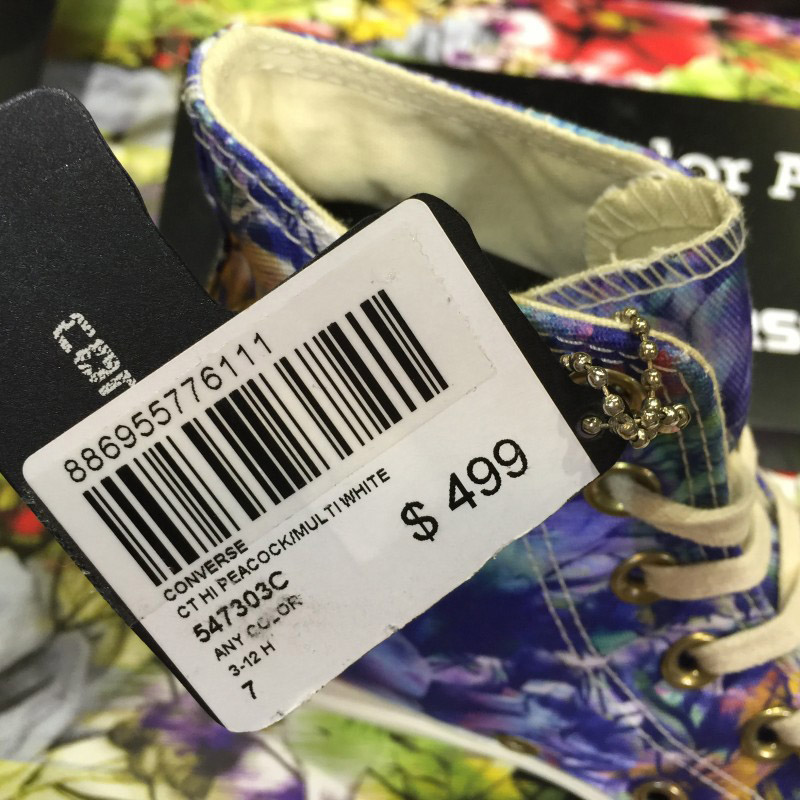 886955776111
CONVERSE
CT HI PEACOCK/MULTI WHITE
547303C
ANY COLOR
3-12 H
7
$ 499